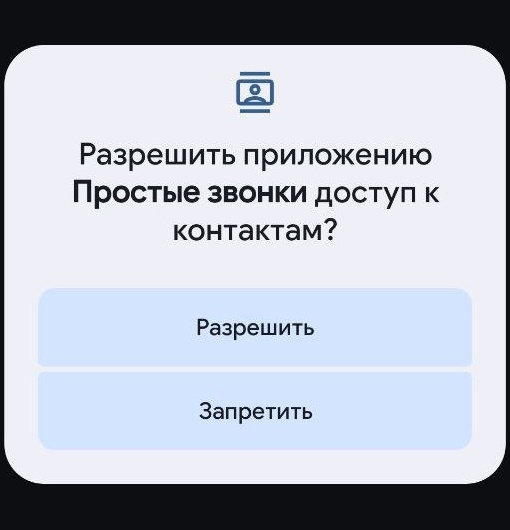 Разрешить приложению
Простые звонки доступ к
контактам?
Разрешить
Запретить